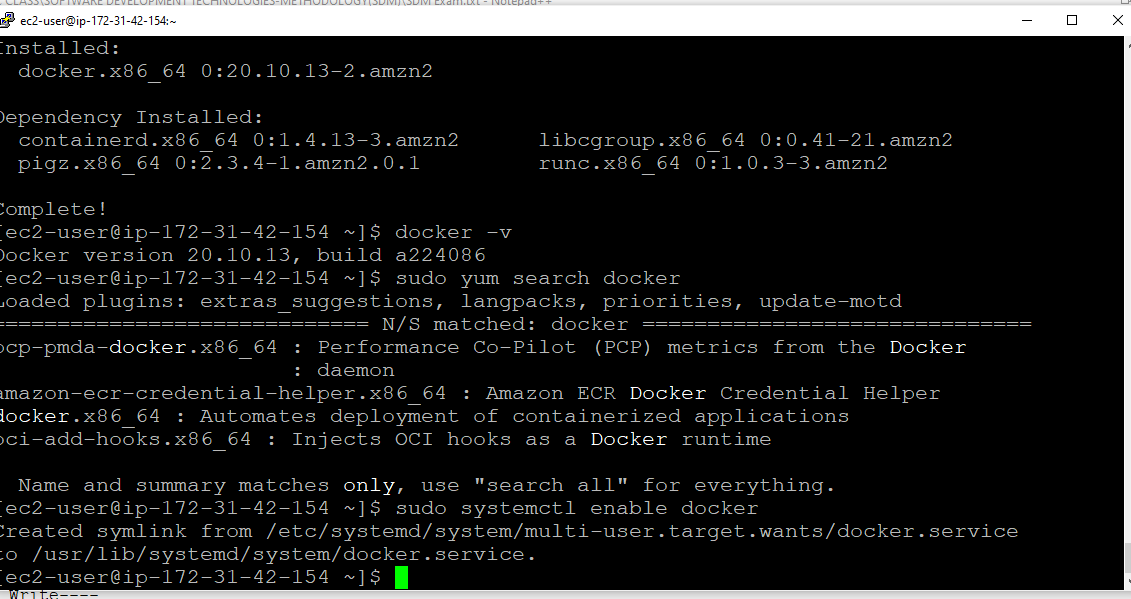 CLASS\SOFTWARE DEVELOPMENT TECHNOLOGIES-METHODOLOGY(SDM)\SDM Exam.txt - Notepad++
ec2-user@ip-172-31-42-154:~
Installed:
docker.x86_64 0:20.10.13-2.amzn2
Dependency Installed:
containerd.x86_64 0:1.4.13-3.amzn2 libcgroup.x86_64 0:0.41-21.amzn2
pigz.x86_64 0:2.3.4-1.amzn2.0.1 runc.x86_64 0:1.0.3-3.amzn2
Complete!
[ec2-user@ip-172-31-42-154 ~]$ docker -v
Docker version 20.10.13, build a224086
[ec2-user@ip-172-31-42-154 ~]$ sudo yum search docker
Loaded plugins: extras_suggestions, langpacks, priorities, update-motd
============================= N/S matched: docker ==============================
pcp-pmda-docker.x86_64 : Performance Co-Pilot (PCP) metrics from the Docker
: daemon
amazon-ecr-credential-helper.x86_64 : Amazon ECR Docker Credential Helper
docker.x86_64 : Automates deployment of containerized applications
oci-add-hooks.x86_64 : Injects OCI hooks as a Docker runtime
Name and summary matches only, use "search all" for everything.
[ec2-user@ip-172-31-42-154 ~]$ sudo systemctl enable docker
Created symlink from /etc/systemd/system/multi-user.target.wants/docker.service
to /usr/lib/systemd/system/docker.service.
[ec2-user@ip-172-31-42-154 ~]$
Write----